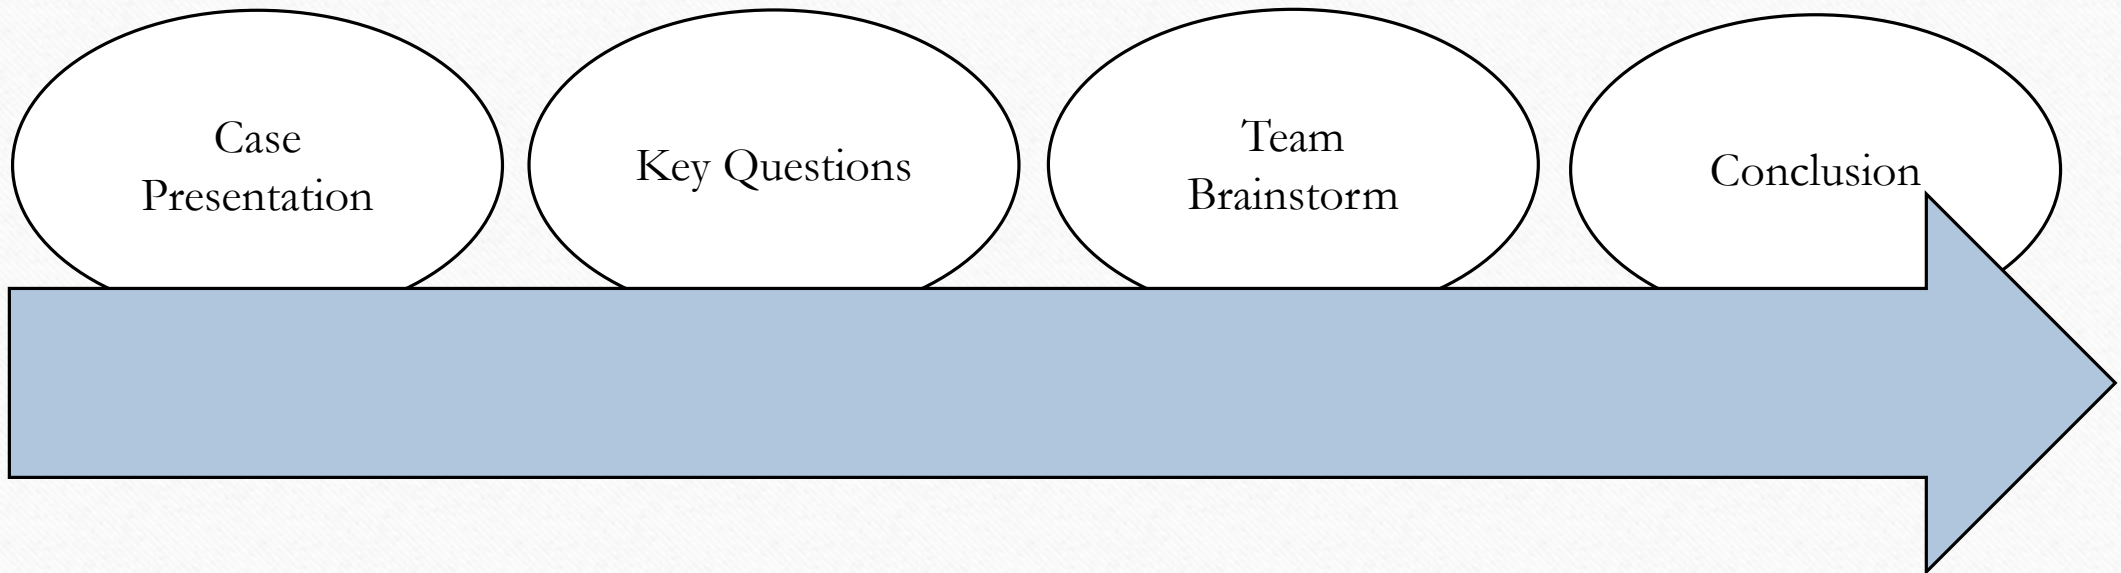 Case
Presentation
Key Questions
Team
Brainstorm
Conclusion